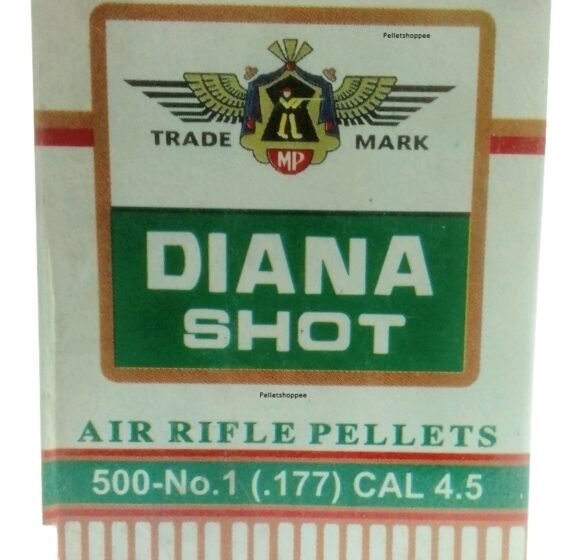 Pelletshoppee
TRADE MARK
MP
DIANA
SHOT
Pelletshoppee
AIR RIFLE PELLETS
500-No.1 (.177) CAL 4.5